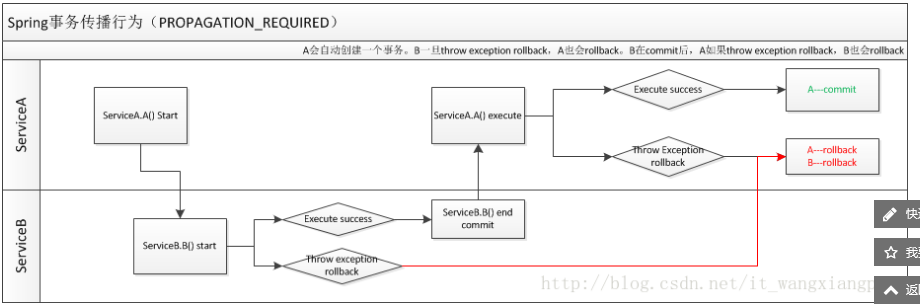 Spring事务传播行为（PROPAGATION_REQUIRED）
A会自动创建一个事务。B一旦throw exception rollback，A也会rollback。B在commit后，A如果throw exception rollback，B也会rollback
ServiceA
ServiceA.A() Start
ServiceA.A() execute
Execute success
A---commit
Throw Exception
rollback
A---rollback
B---rollback
ServiceB
ServiceB.B() start
Execute success
ServiceB.B() end
commit
Throw exception
rollback
http://blog.csdn.net/it_wangxiangp
快
我
返